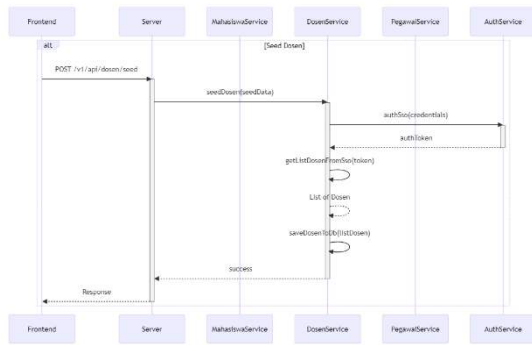 Frontend
Server
MahasiswaService
DosenService
PegawaiService
AuthService
alt
[Seed Dosen]
POST /v1/api/dosen/seed
seedDosen(seedData)
authSso(credentials)
authToken
getListDosenFromSso(token)
List of Dosen
saveDosenToDb(listDosen)
success
Response
Frontend
Server
MahasiswaService
DosenService
PegawaiService
AuthService